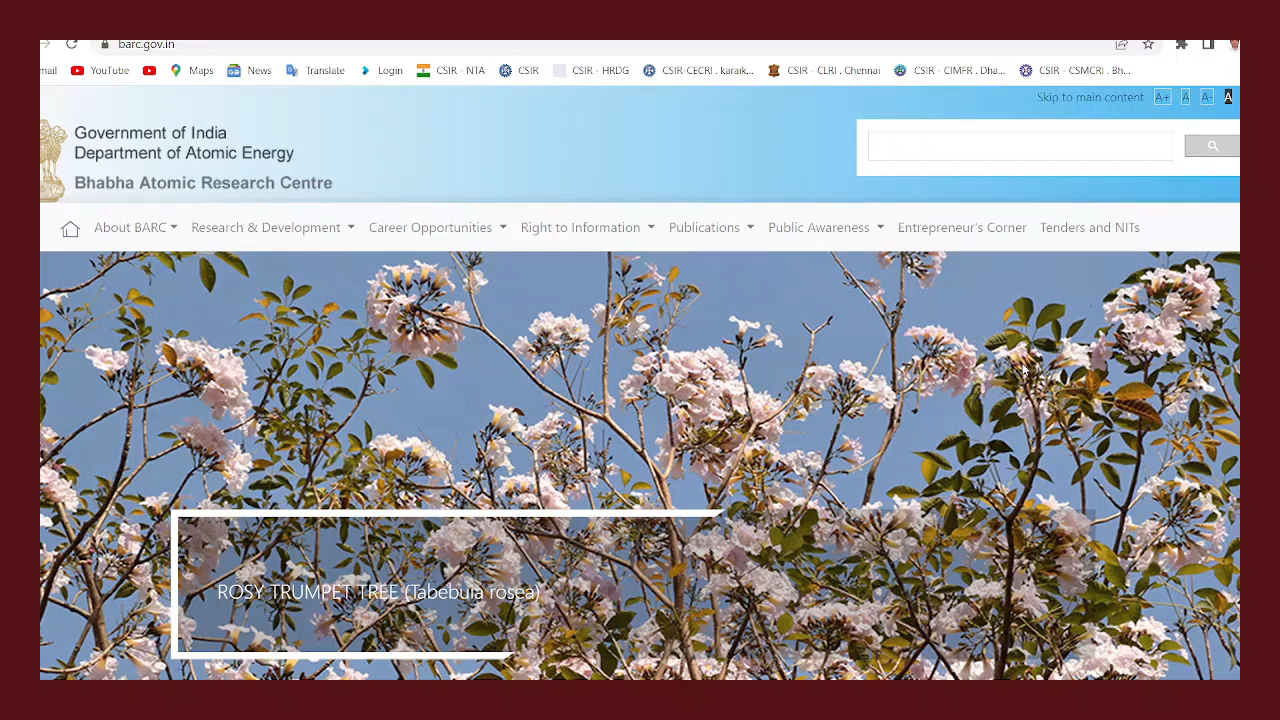 barc.gov.in
mail YouTube Maps News Translate Login CSIR - NTA CSIR CSIR - HRDG CSIR-CECRI . karaik... CSIR - CLRI . Chennai CSIR - CIMFR . Dha... CSIR - CSMCRI . Bh...
Skip to main content A+ A A- A
Government of India
Department of Atomic Energy
Bhabha Atomic Research Centre
About BARC Research & Development Career Opportunities Right to Information Publications Public Awareness Entrepreneur's Corner Tenders and NITs
ROSY TRUMPET TREE (Tabebuia rosea)